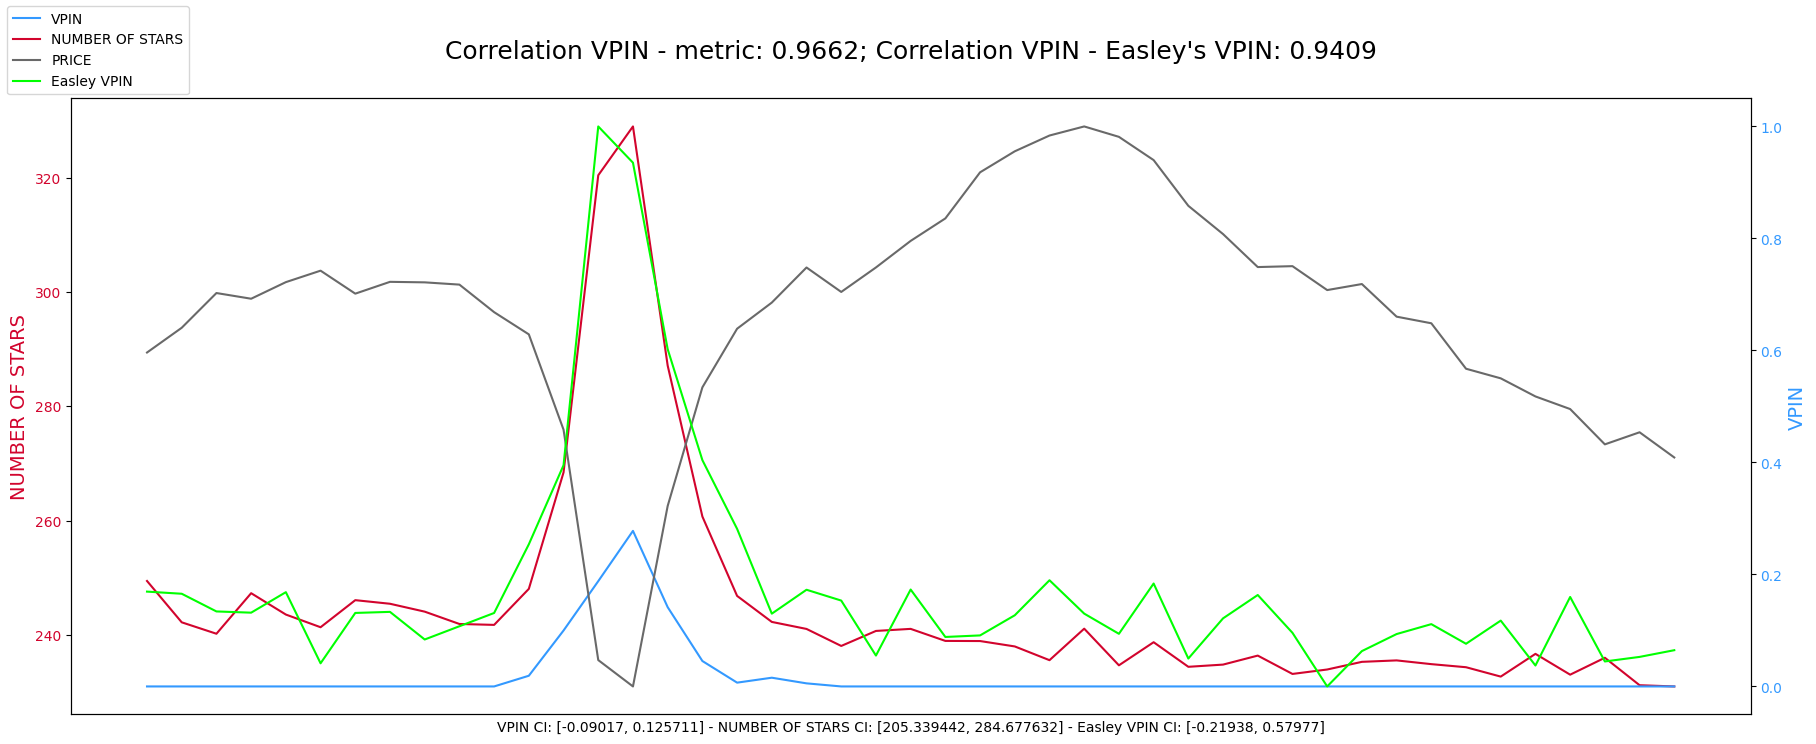 VPIN
NUMBER OF STARS
PRICE
Easley VPIN
Correlation VPIN - metric: 0.9662; Correlation VPIN - Easley's VPIN: 0.9409
NUMBER OF STARS
320
300
280
260
240
1.0
0.8
0.6
0.4
0.2
0.0
VPIN
VPIN CI: [-0.09017, 0.125711] - NUMBER OF STARS CI: [205.339442, 284.677632] - Easley VPIN CI: [-0.21938, 0.57977]